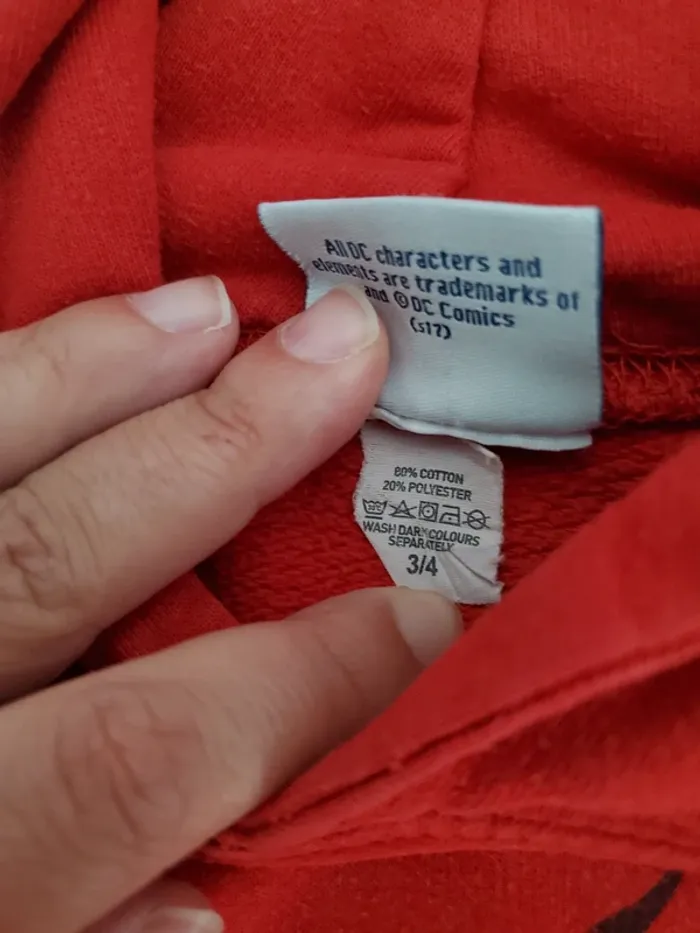 All DC characters and
elements are trademarks of
and © DC Comics
(s17)
80% COTTON
20% POLYESTER
30°C
WASH DARK COLOURS
SEPARATELY
3/4